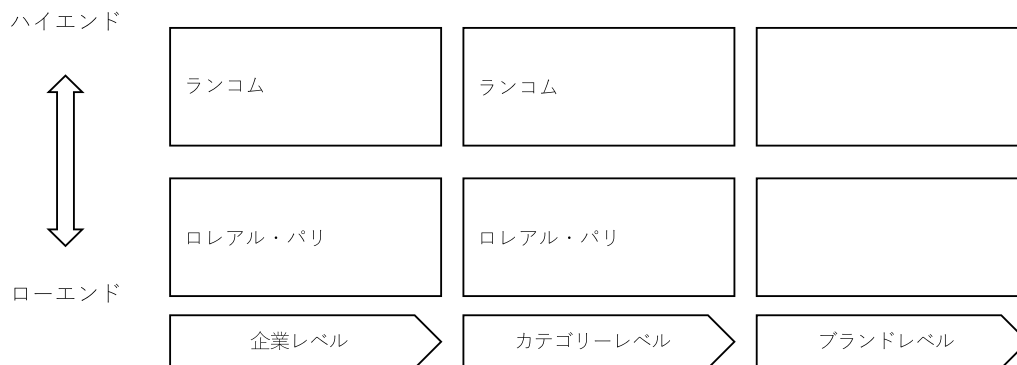 ハイエンド
ランコム
ランコム
ロレアル・パリ
ロレアル・パリ
ローエンド
企業レベル
カテゴリーレベル
ブランドレベル